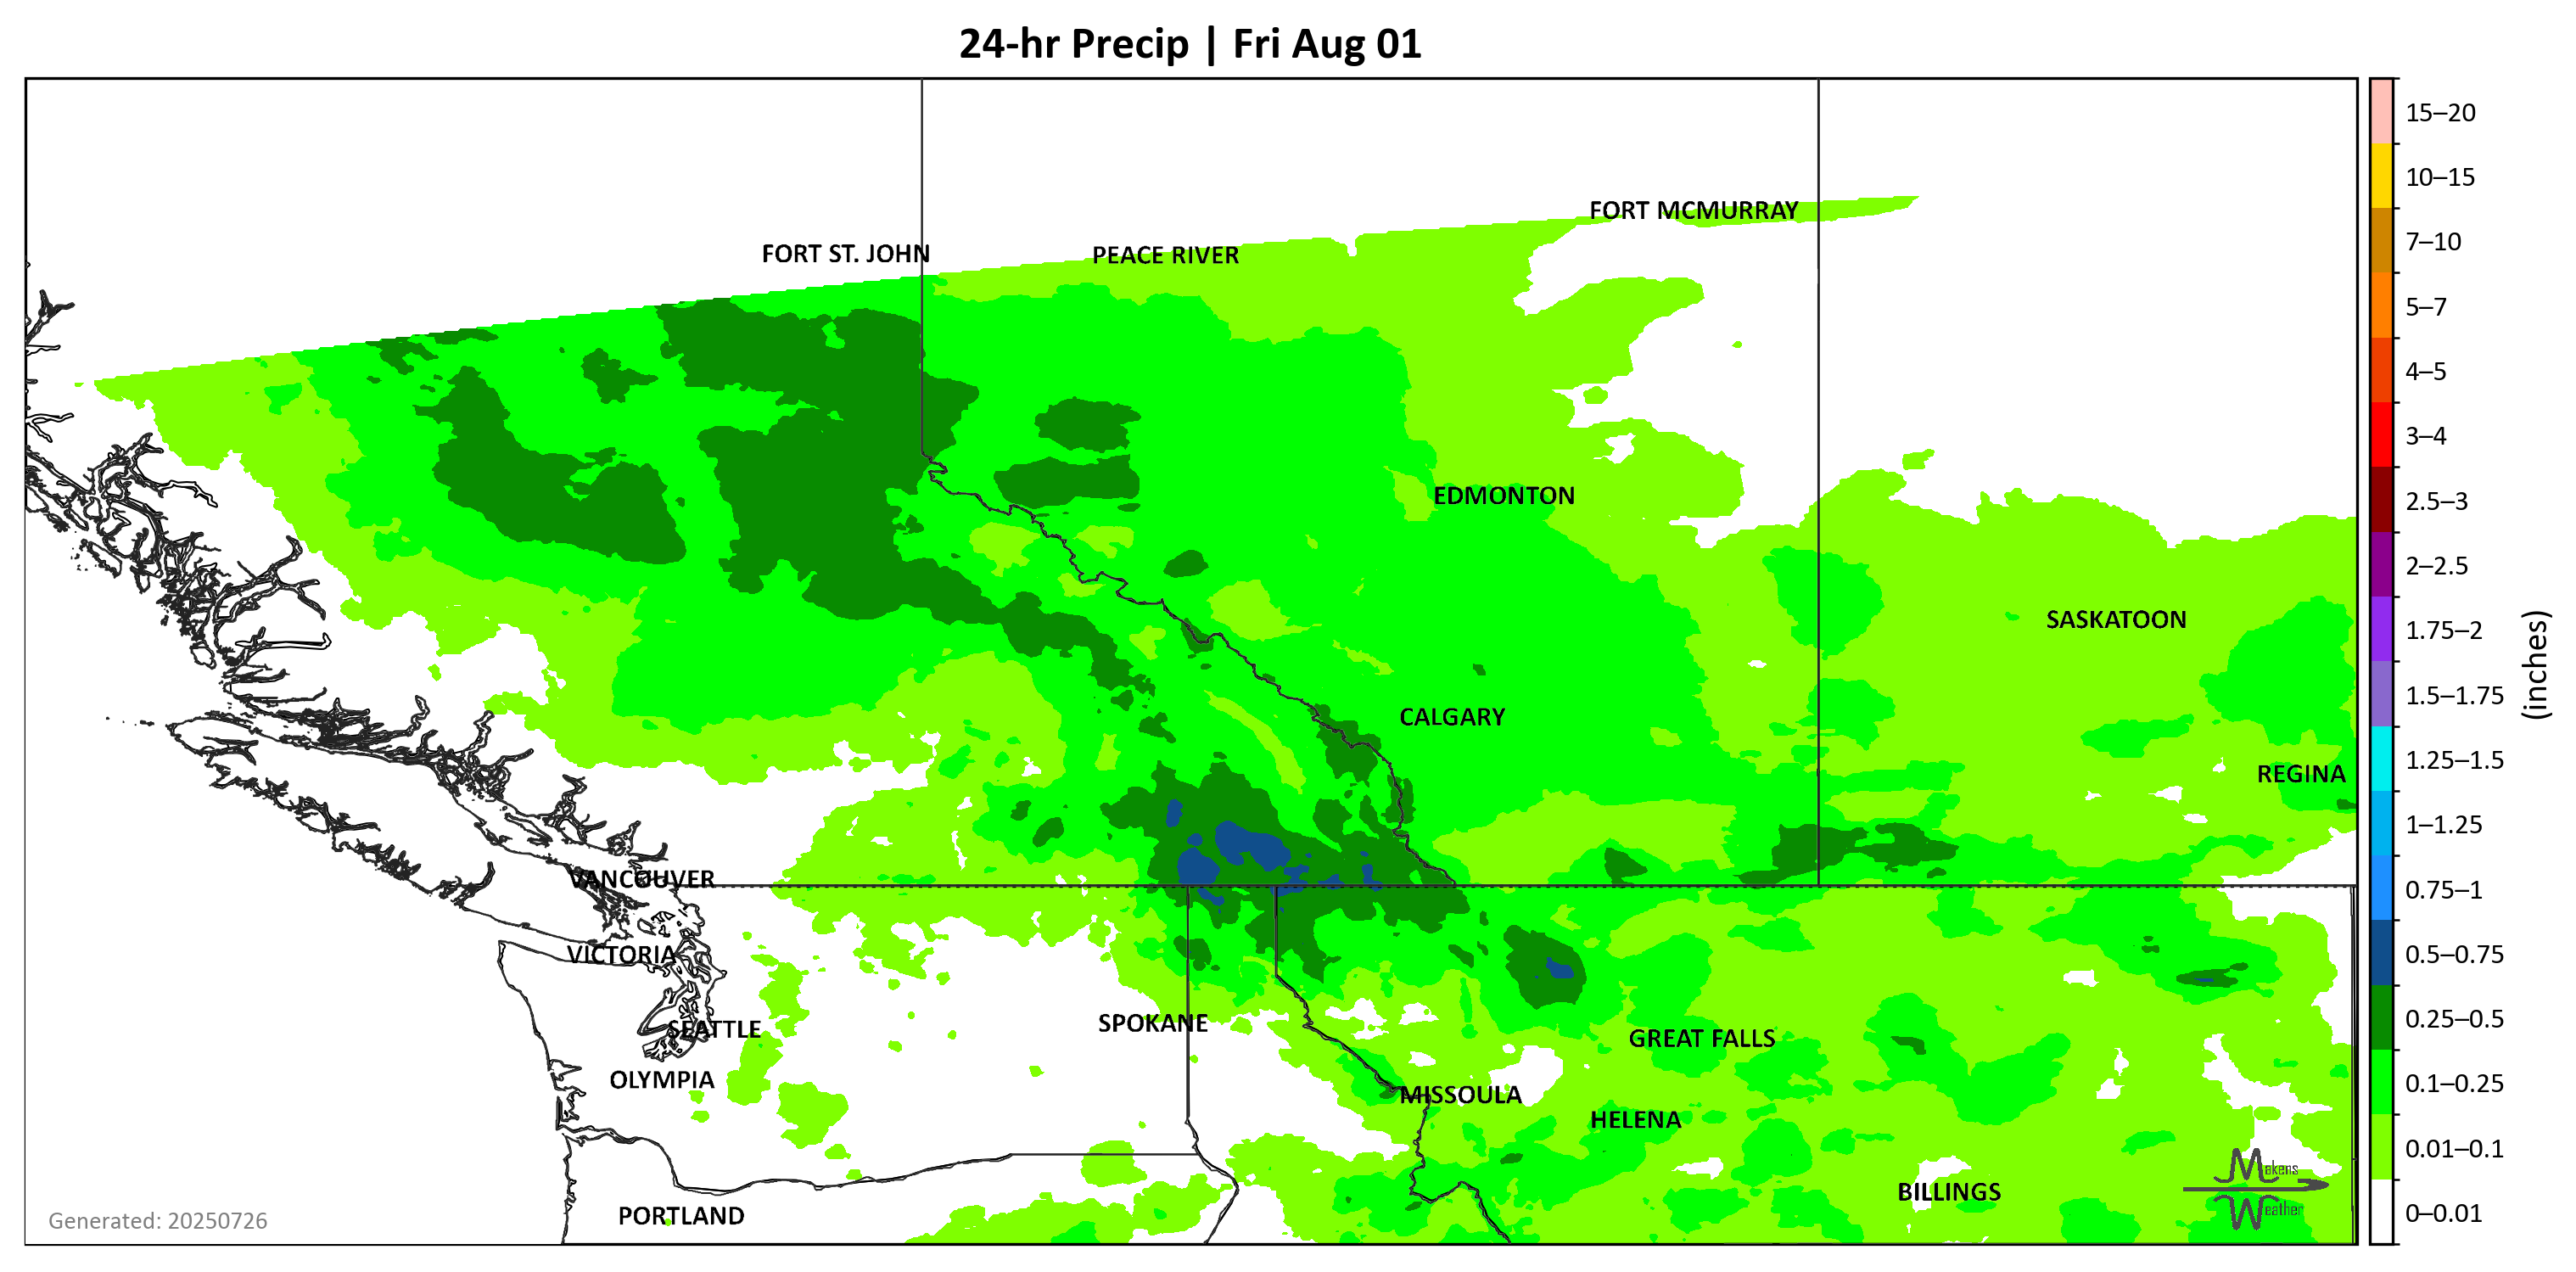 24-hr Precip | Fri Aug 01
15–20
10–15
FORT MCMURRAY
7–10
FORT ST. JOHN
PEACE RIVER
5–7
4–5
3–4
EDMONTON
2.5–3
2–2.5
SASKATOON
1.75–2
(inches)
1.5–1.75
CALGARY
1.25–1.5
REGINA
1–1.25
VANCOUVER
0.75–1
0.5–0.75
VICTORIA
0.25–0.5
SPOKANE
SEATTLE
GREAT FALLS
OLYMPIA
0.1–0.25
MISSOULA
HELENA
0.01–0.1
Makens
Weather
BILLINGS
PORTLAND
0–0.01
Generated: 20250726